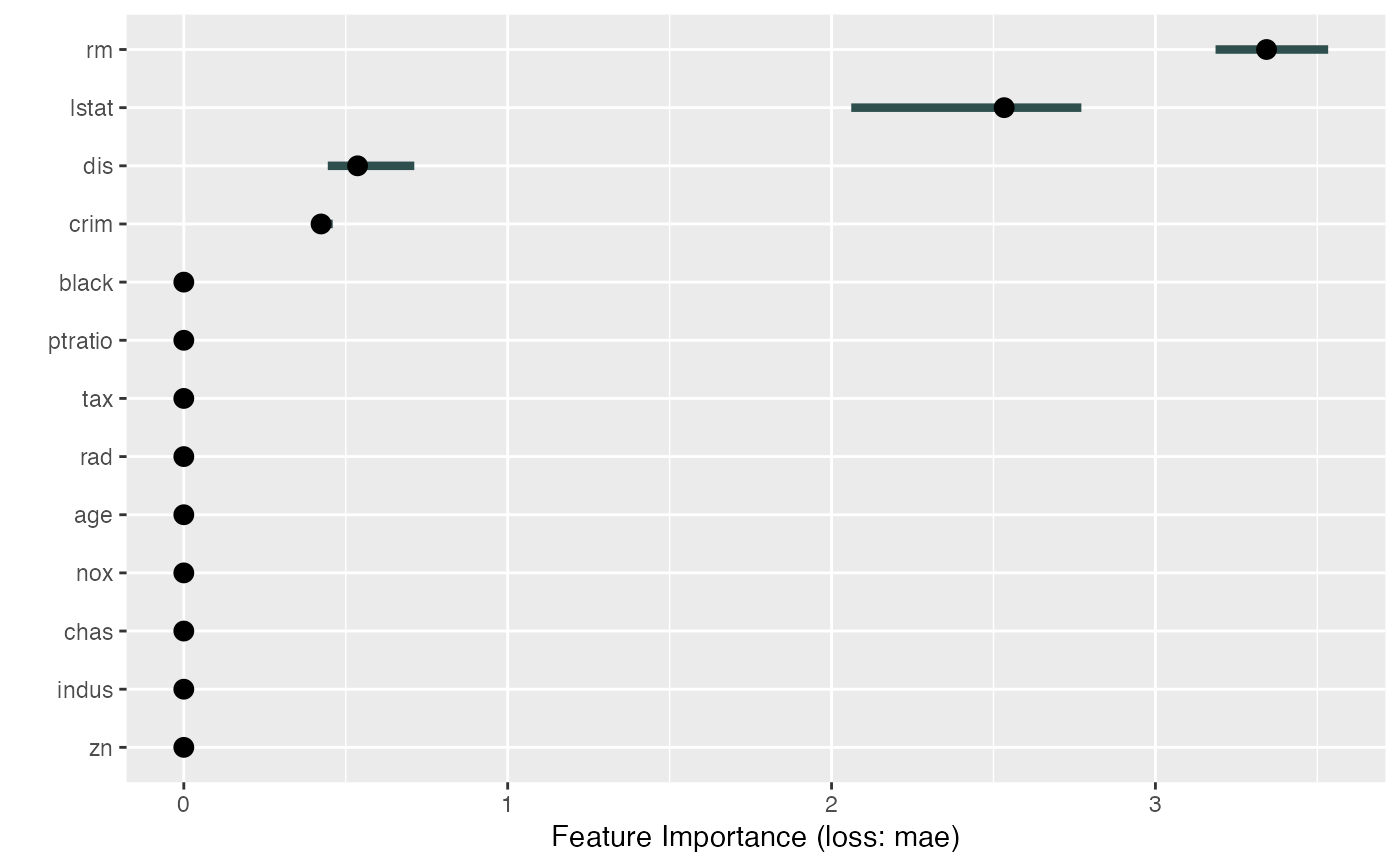 rm
lstat
dis
crim
black
ptratio
tax
rad
age
nox
chas
indus
zn
0 1 2 3
Feature Importance (loss: mae)